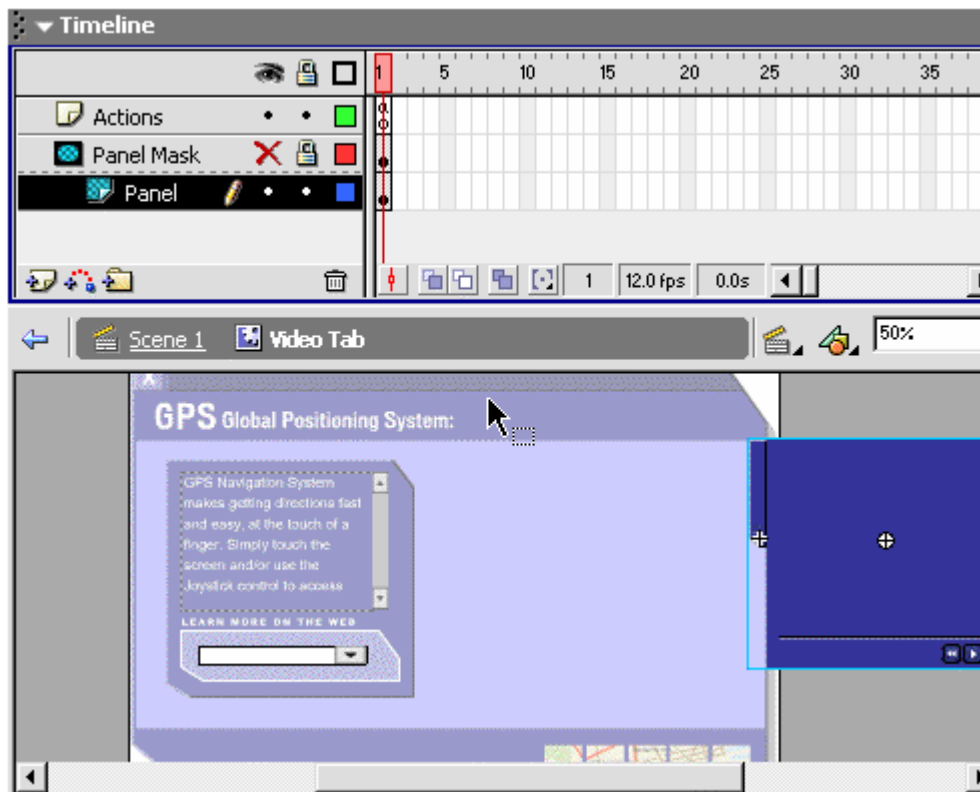 Timeline
1 5 10 15 20 25 30 35
Actions
Panel Mask
Panel
1 12.0 fps 0.0s
Scene 1 Video Tab 50%
GPS Global Positioning System:
GPS Navigation System
makes getting directions fast
and easy, at the touch of a
finger. Simply touch the
screen and/or use the
Joystick control to access
LEARN MORE ON THE WEB